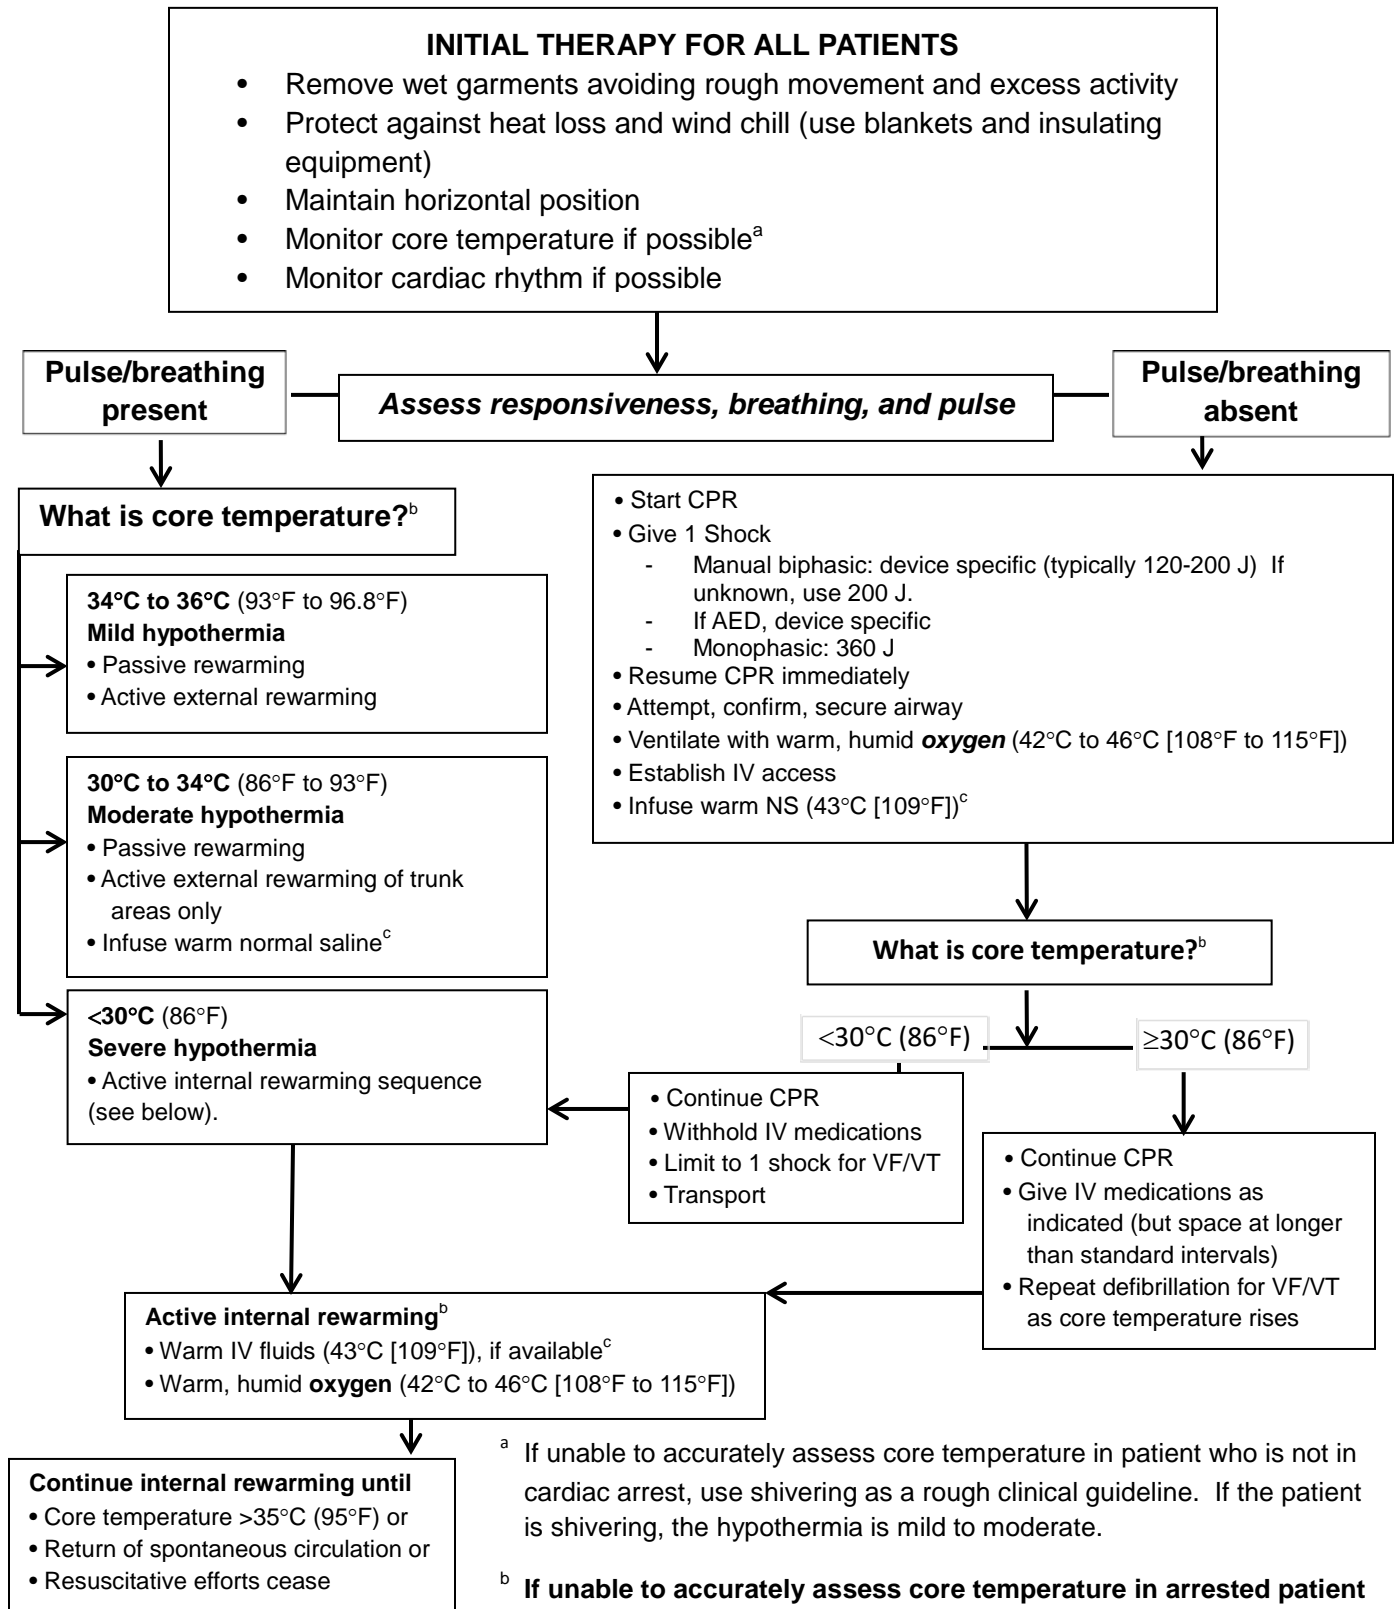 INITIAL THERAPY FOR ALL PATIENTS
• Remove wet garments avoiding rough movement and excess activity
• Protect against heat loss and wind chill (use blankets and insulating
equipment)
• Maintain horizontal position
• Monitor core temperature if possibleᵃ
• Monitor cardiac rhythm if possible
Pulse/breathing
present
Assess responsiveness, breathing, and pulse
Pulse/breathing
absent
What is core temperature?ᵇ
34°C to 36°C (93°F to 96.8°F)
Mild hypothermia
• Passive rewarming
• Active external rewarming
30°C to 34°C (86°F to 93°F)
Moderate hypothermia
• Passive rewarming
• Active external rewarming of trunk
areas only
• Infuse warm normal salineᶜ
<30°C (86°F)
Severe hypothermia
• Active internal rewarming sequence
(see below).
• Start CPR
• Give 1 Shock
- Manual biphasic: device specific (typically 120-200 J) If
unknown, use 200 J.
- If AED, device specific
- Monophasic: 360 J
• Resume CPR immediately
• Attempt, confirm, secure airway
• Ventilate with warm, humid oxygen (42°C to 46°C [108°F to 115°F])
• Establish IV access
• Infuse warm NS (43°C [109°F])ᶜ
What is core temperature?ᵇ
<30°C (86°F)
≥30°C (86°F)
• Continue CPR
• Withhold IV medications
• Limit to 1 shock for VF/VT
• Transport
• Continue CPR
• Give IV medications as
indicated (but space at longer
than standard intervals)
• Repeat defibrillation for VF/VT
as core temperature rises
Active internal rewarmingᵇ
• Warm IV fluids (43°C [109°F]), if availableᶜ
• Warm, humid oxygen (42°C to 46°C [108°F to 115°F])
Continue internal rewarming until
• Core temperature >35°C (95°F) or
• Return of spontaneous circulation or
• Resuscitative efforts cease
ᵃ If unable to accurately assess core temperature in patient who is not in
cardiac arrest, use shivering as a rough clinical guideline. If the patient
is shivering, the hypothermia is mild to moderate.
ᵇ If unable to accurately assess core temperature in arrested patient